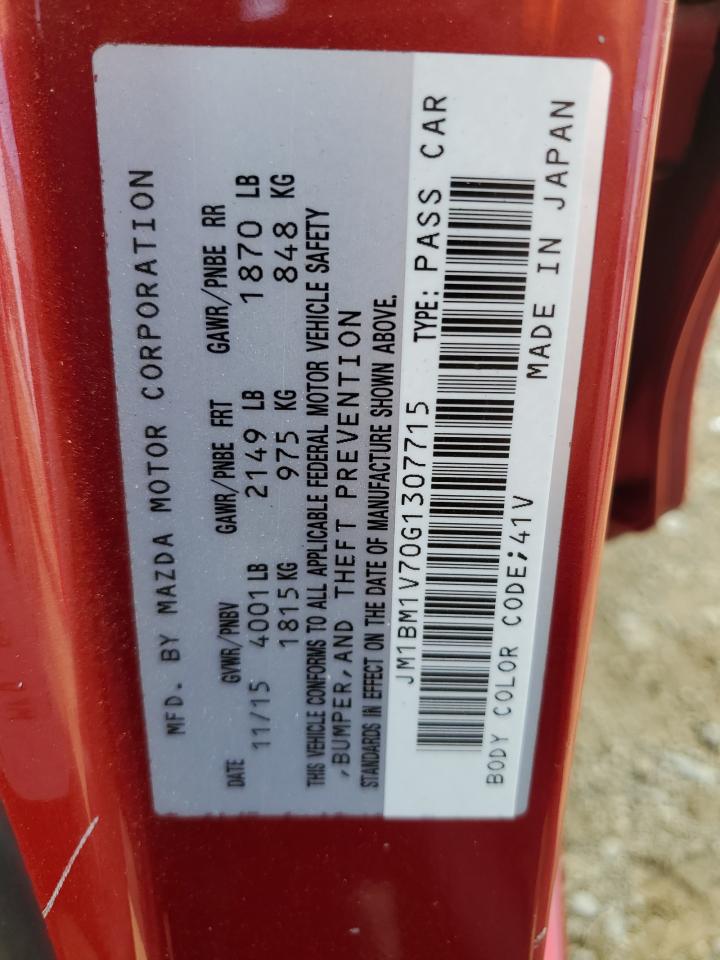 MFD. BY MAZDA MOTOR CORPORATION
DATE GVWR/PNBV GAWR/PNBE FRT GAWR/PNBE RR
11/15 4001 LB 2149 LB 1870 LB
1815 KG 975 KG 848 KG
THIS VEHICLE CONFORMS TO ALL APPLICABLE FEDERAL MOTOR VEHICLE SAFETY
,BUMPER,AND THEFT PREVENTION
STANDARDS IN EFFECT ON THE DATE OF MANUFACTURE SHOWN ABOVE.
JM1BM1V70G1307715 TYPE: PASS CAR
BODY COLOR CODE;41V MADE IN JAPAN